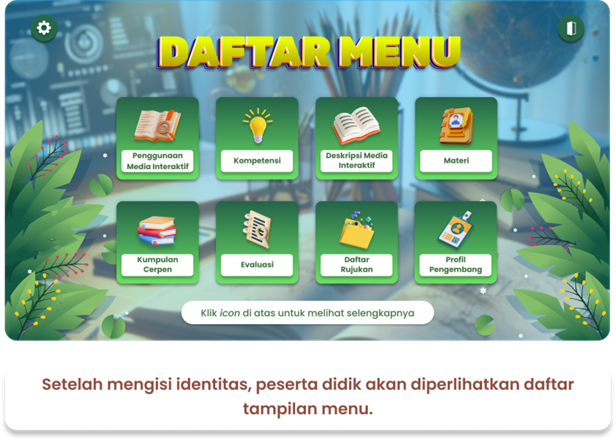 DAFTAR MENU
Penggunaan
Media Interaktif
Kompetensi
Deskripsi Media
Interaktif
Materi
Kumpulan
Cerpen
Evaluasi
Daftar
Rujukan
Profil
Pengembang
Klik icon di atas untuk melihat selengkapnya
Setelah mengisi identitas, peserta didik akan diperlihatkan daftar
tampilan menu.